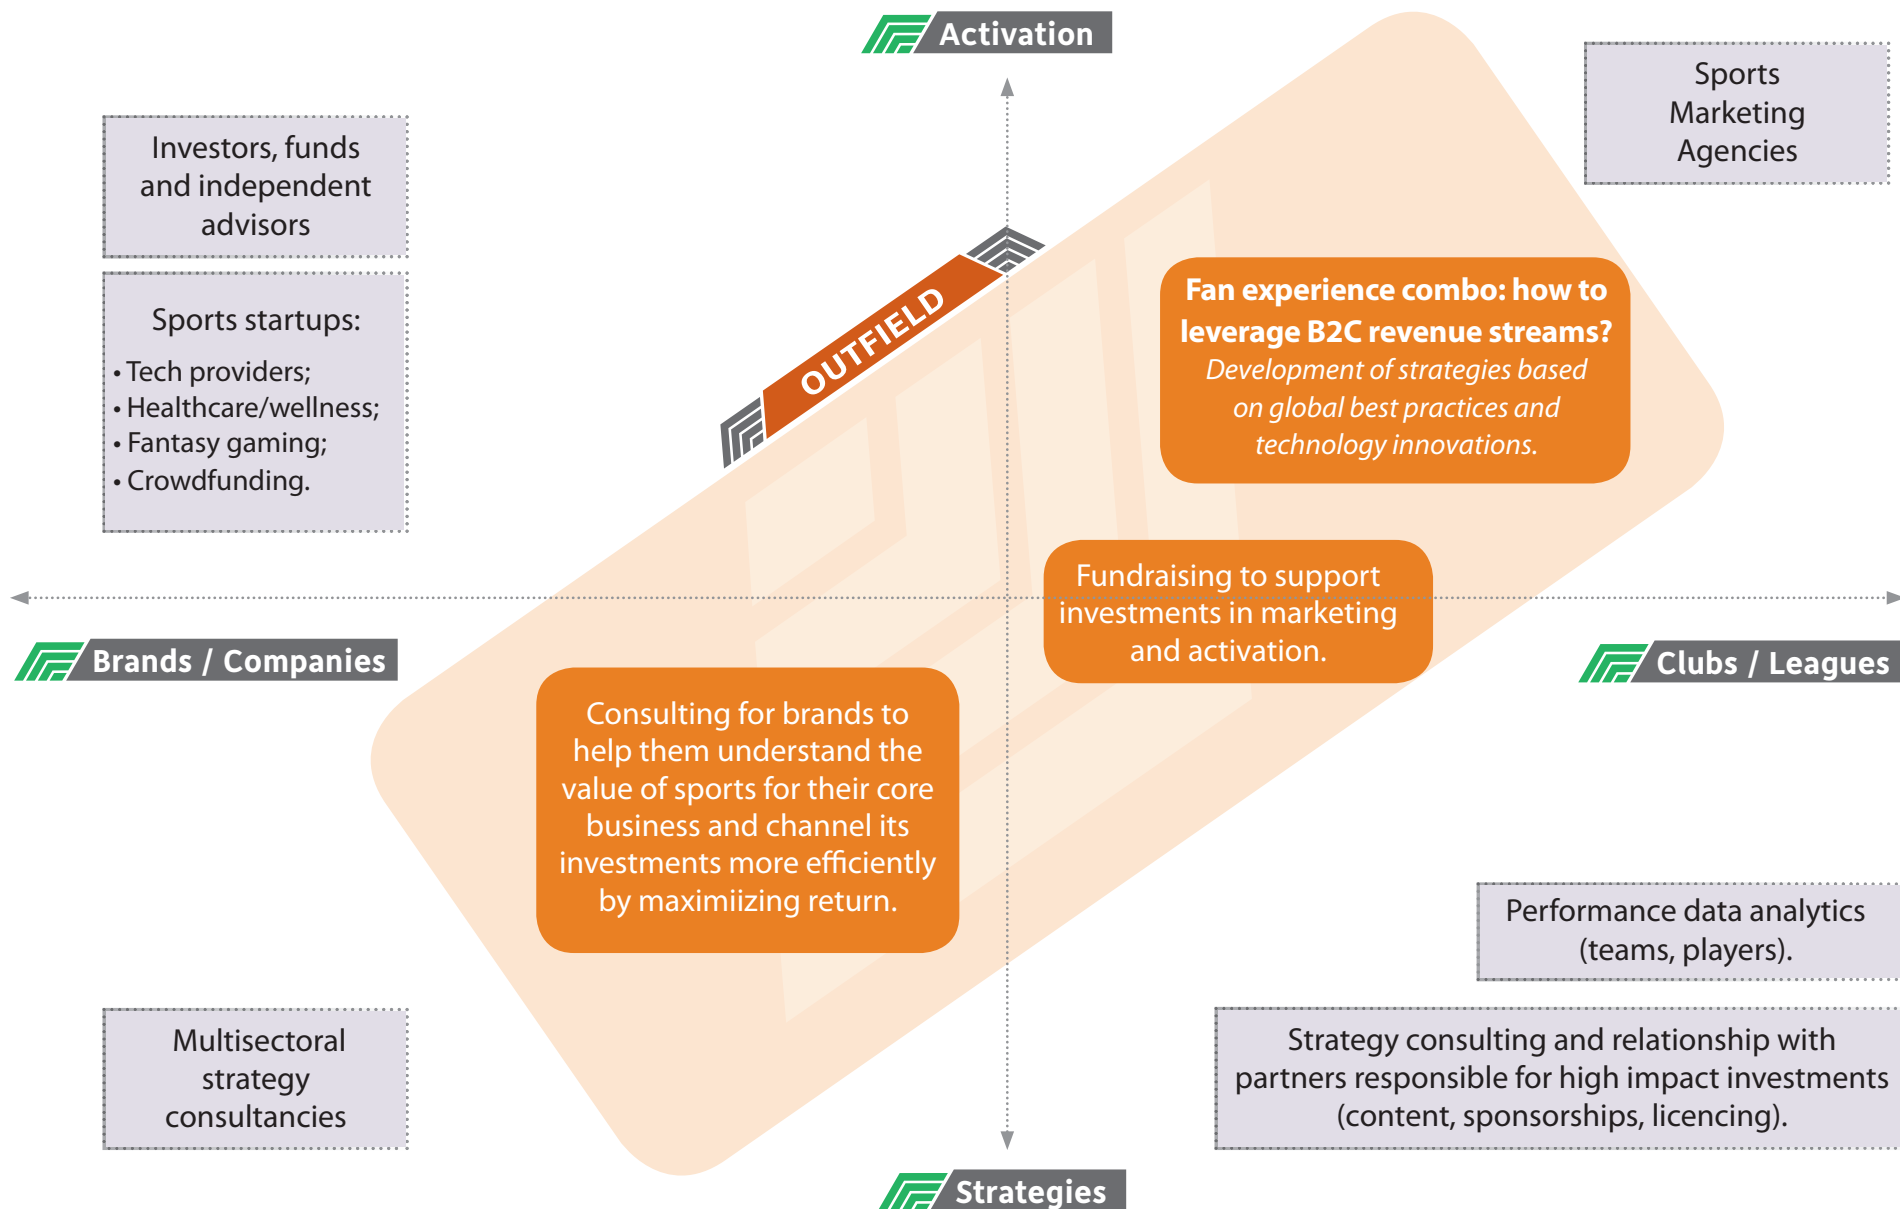 Activation
Sports
Marketing
Agencies
Investors, funds
and independent
advisors
Sports startups:
• Tech providers;
• Healthcare/wellness;
• Fantasy gaming;
• Crowdfunding.
OUTFIELD
Fan experience combo: how to
leverage B2C revenue streams?
Development of strategies based
on global best practices and
technology innovations.
Fundraising to support
investments in marketing
and activation.
Brands / Companies
Clubs / Leagues
Consulting for brands to
help them understand the
value of sports for their core
business and channel its
investments more efficiently
by maximiizing return.
Performance data analytics
(teams, players).
Multisectoral
strategy
consultancies
Strategy consulting and relationship with
partners responsible for high impact investments
(content, sponsorships, licencing).
Strategies